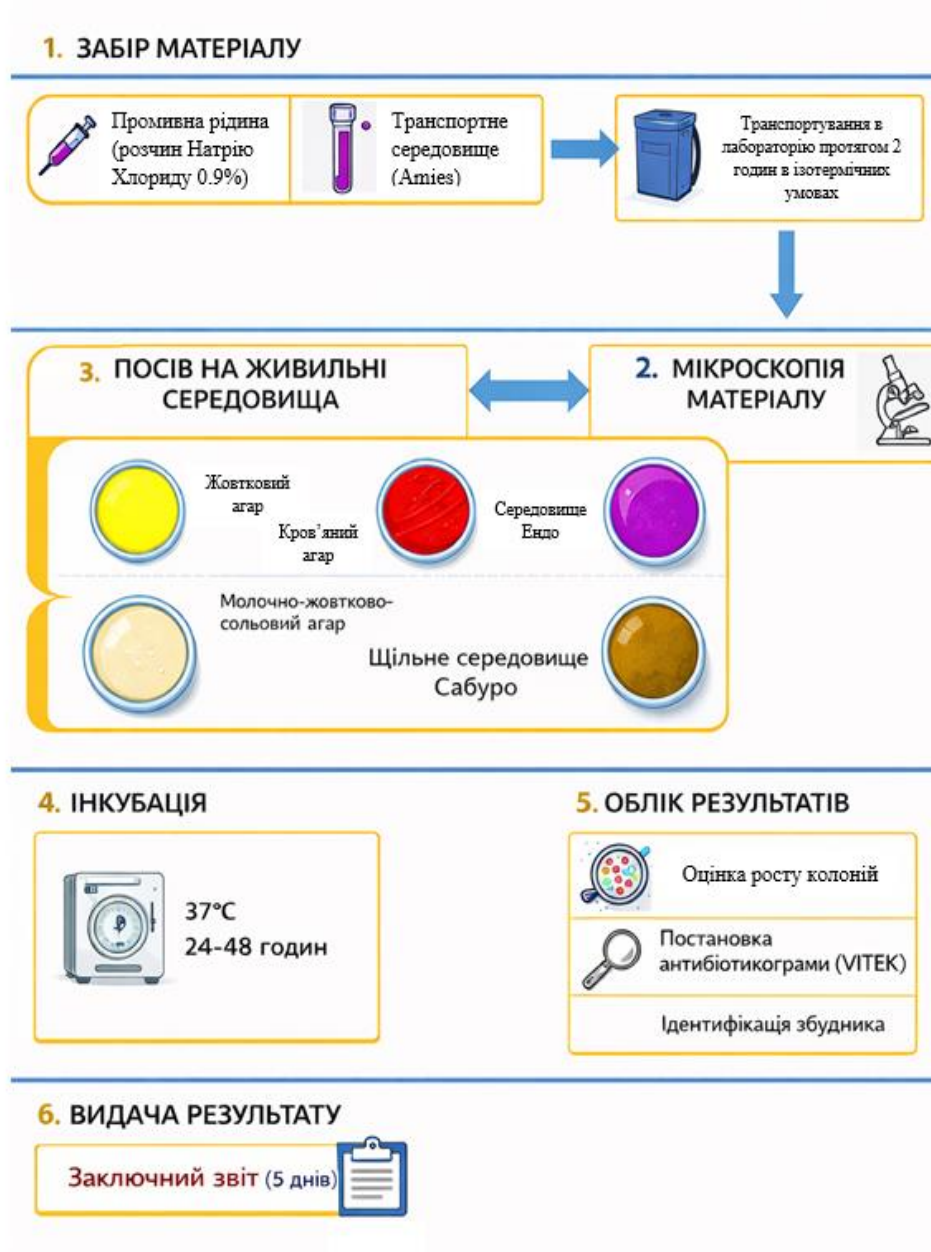 1. ЗАБІР МАТЕРІАЛУ
Промивна рідина
(розчин Натрію
Хлориду 0.9%)
Транспортне
середовище
(Amies)
Транспортування в
лабораторію протягом 2
годин в ізотермічних
умовах
3. ПОСІВ НА ЖИВИЛЬНІ
СЕРЕДОВИЩА
2. МІКРОСКОПІЯ
МАТЕРІАЛУ
Жовтковий
агар
Кров’яний
агар
Середовище
Ендо
Молочно-жовтково-
сольовий агар
Щільне середовище
Сабуро
4. ІНКУБАЦІЯ
37°C
24-48 годин
5. ОБЛІК РЕЗУЛЬТАТІВ
Оцінка росту колоній
Постановка
антибіотикограми (VITEK)
Ідентифікація збудника
6. ВИДАЧА РЕЗУЛЬТАТУ
Заключний звіт (5 днів)